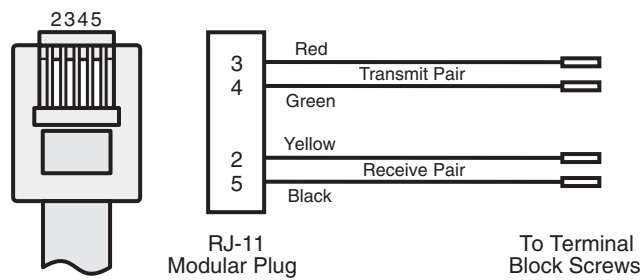 2345
3
Red
Transmit Pair
4
Green
2
Yellow
Receive Pair
5
Black
RJ-11
Modular Plug
To Terminal
Block Screws